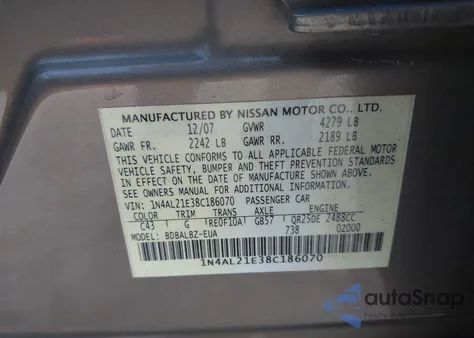 MANUFACTURED BY NISSAN MOTOR CO., LTD.
DATE 12/07 GVWR 4279 LB
GAWR FR. 2242 LB GAWR RR. 2189 LB
THIS VEHICLE CONFORMS TO ALL APPLICABLE FEDERAL MOTOR
VEHICLE SAFETY, BUMPER AND THEFT PREVENTION STANDARDS
IN EFFECT ON THE DATE OF MANUFACTURE SHOWN ABOVE.
SEE OWNERS MANUAL FOR ADDITIONAL INFORMATION.
VIN: 1N4AL21E38C186070 PASSENGER CAR
COLOR TRIM TRANS AXLE ENGINE
C43 G RE0F10A GB57 QR25DE 2488CC
MODEL: BDBALBZ-EUA 738 0Z000
1N4AL21E38C186070
autoSnap